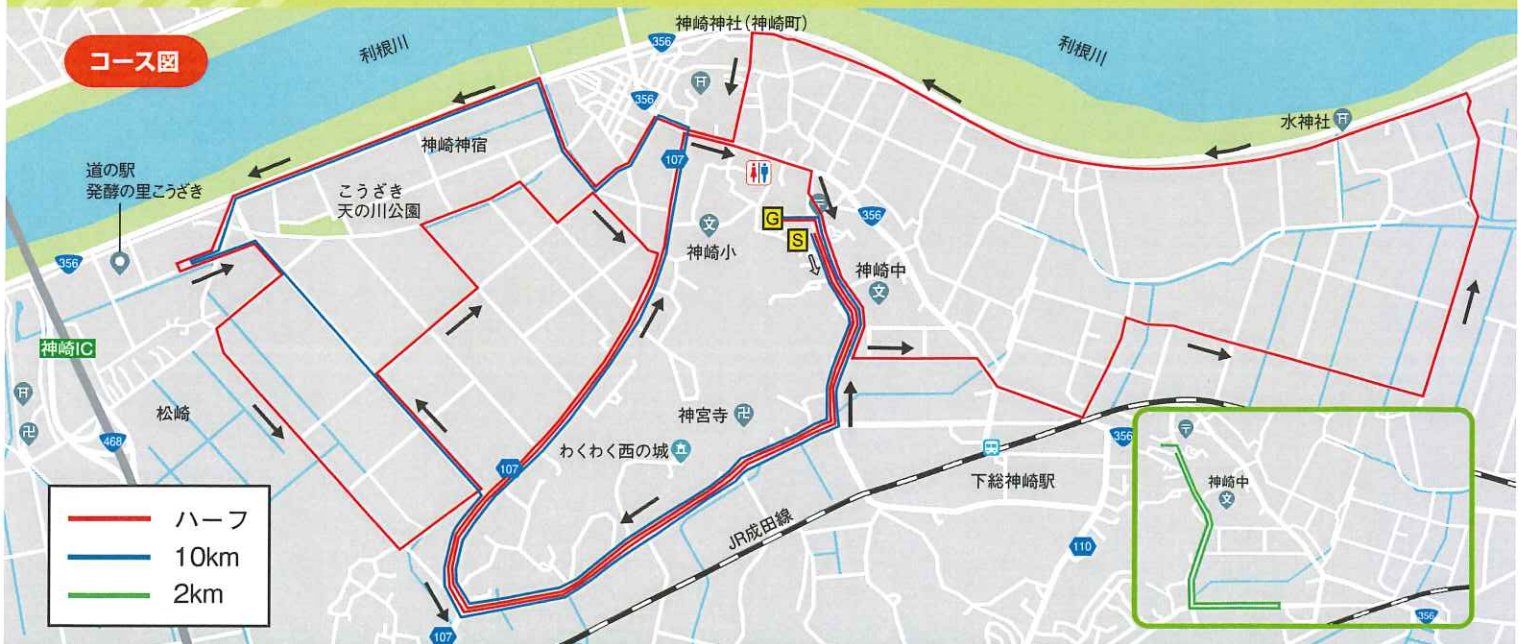 コース図
利根川
356
神崎神社(神崎町)
利根川
356
水神社
神崎神宿
107
道の駅
発酵の里こうざき
こうざき
天の川公園
G
S
356
神崎小
神崎中
文
文
356
神崎IC
松崎
468
神宮寺
わくわく西の城
107
下総神崎駅
356
JR成田線
110
107
ハーフ
10km
2km
神崎中
文
356